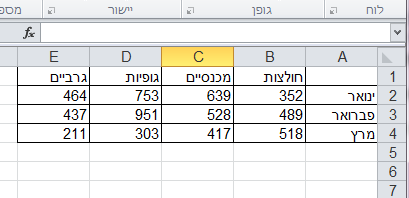 לוח גופן יישור מספ
fx
A B C D E
1 חולצות מכנסיים גופיות גרביים
2 ינואר 352 639 753 464
3 פברואר 489 528 951 437
4 מרץ 518 417 303 211
5
6
7